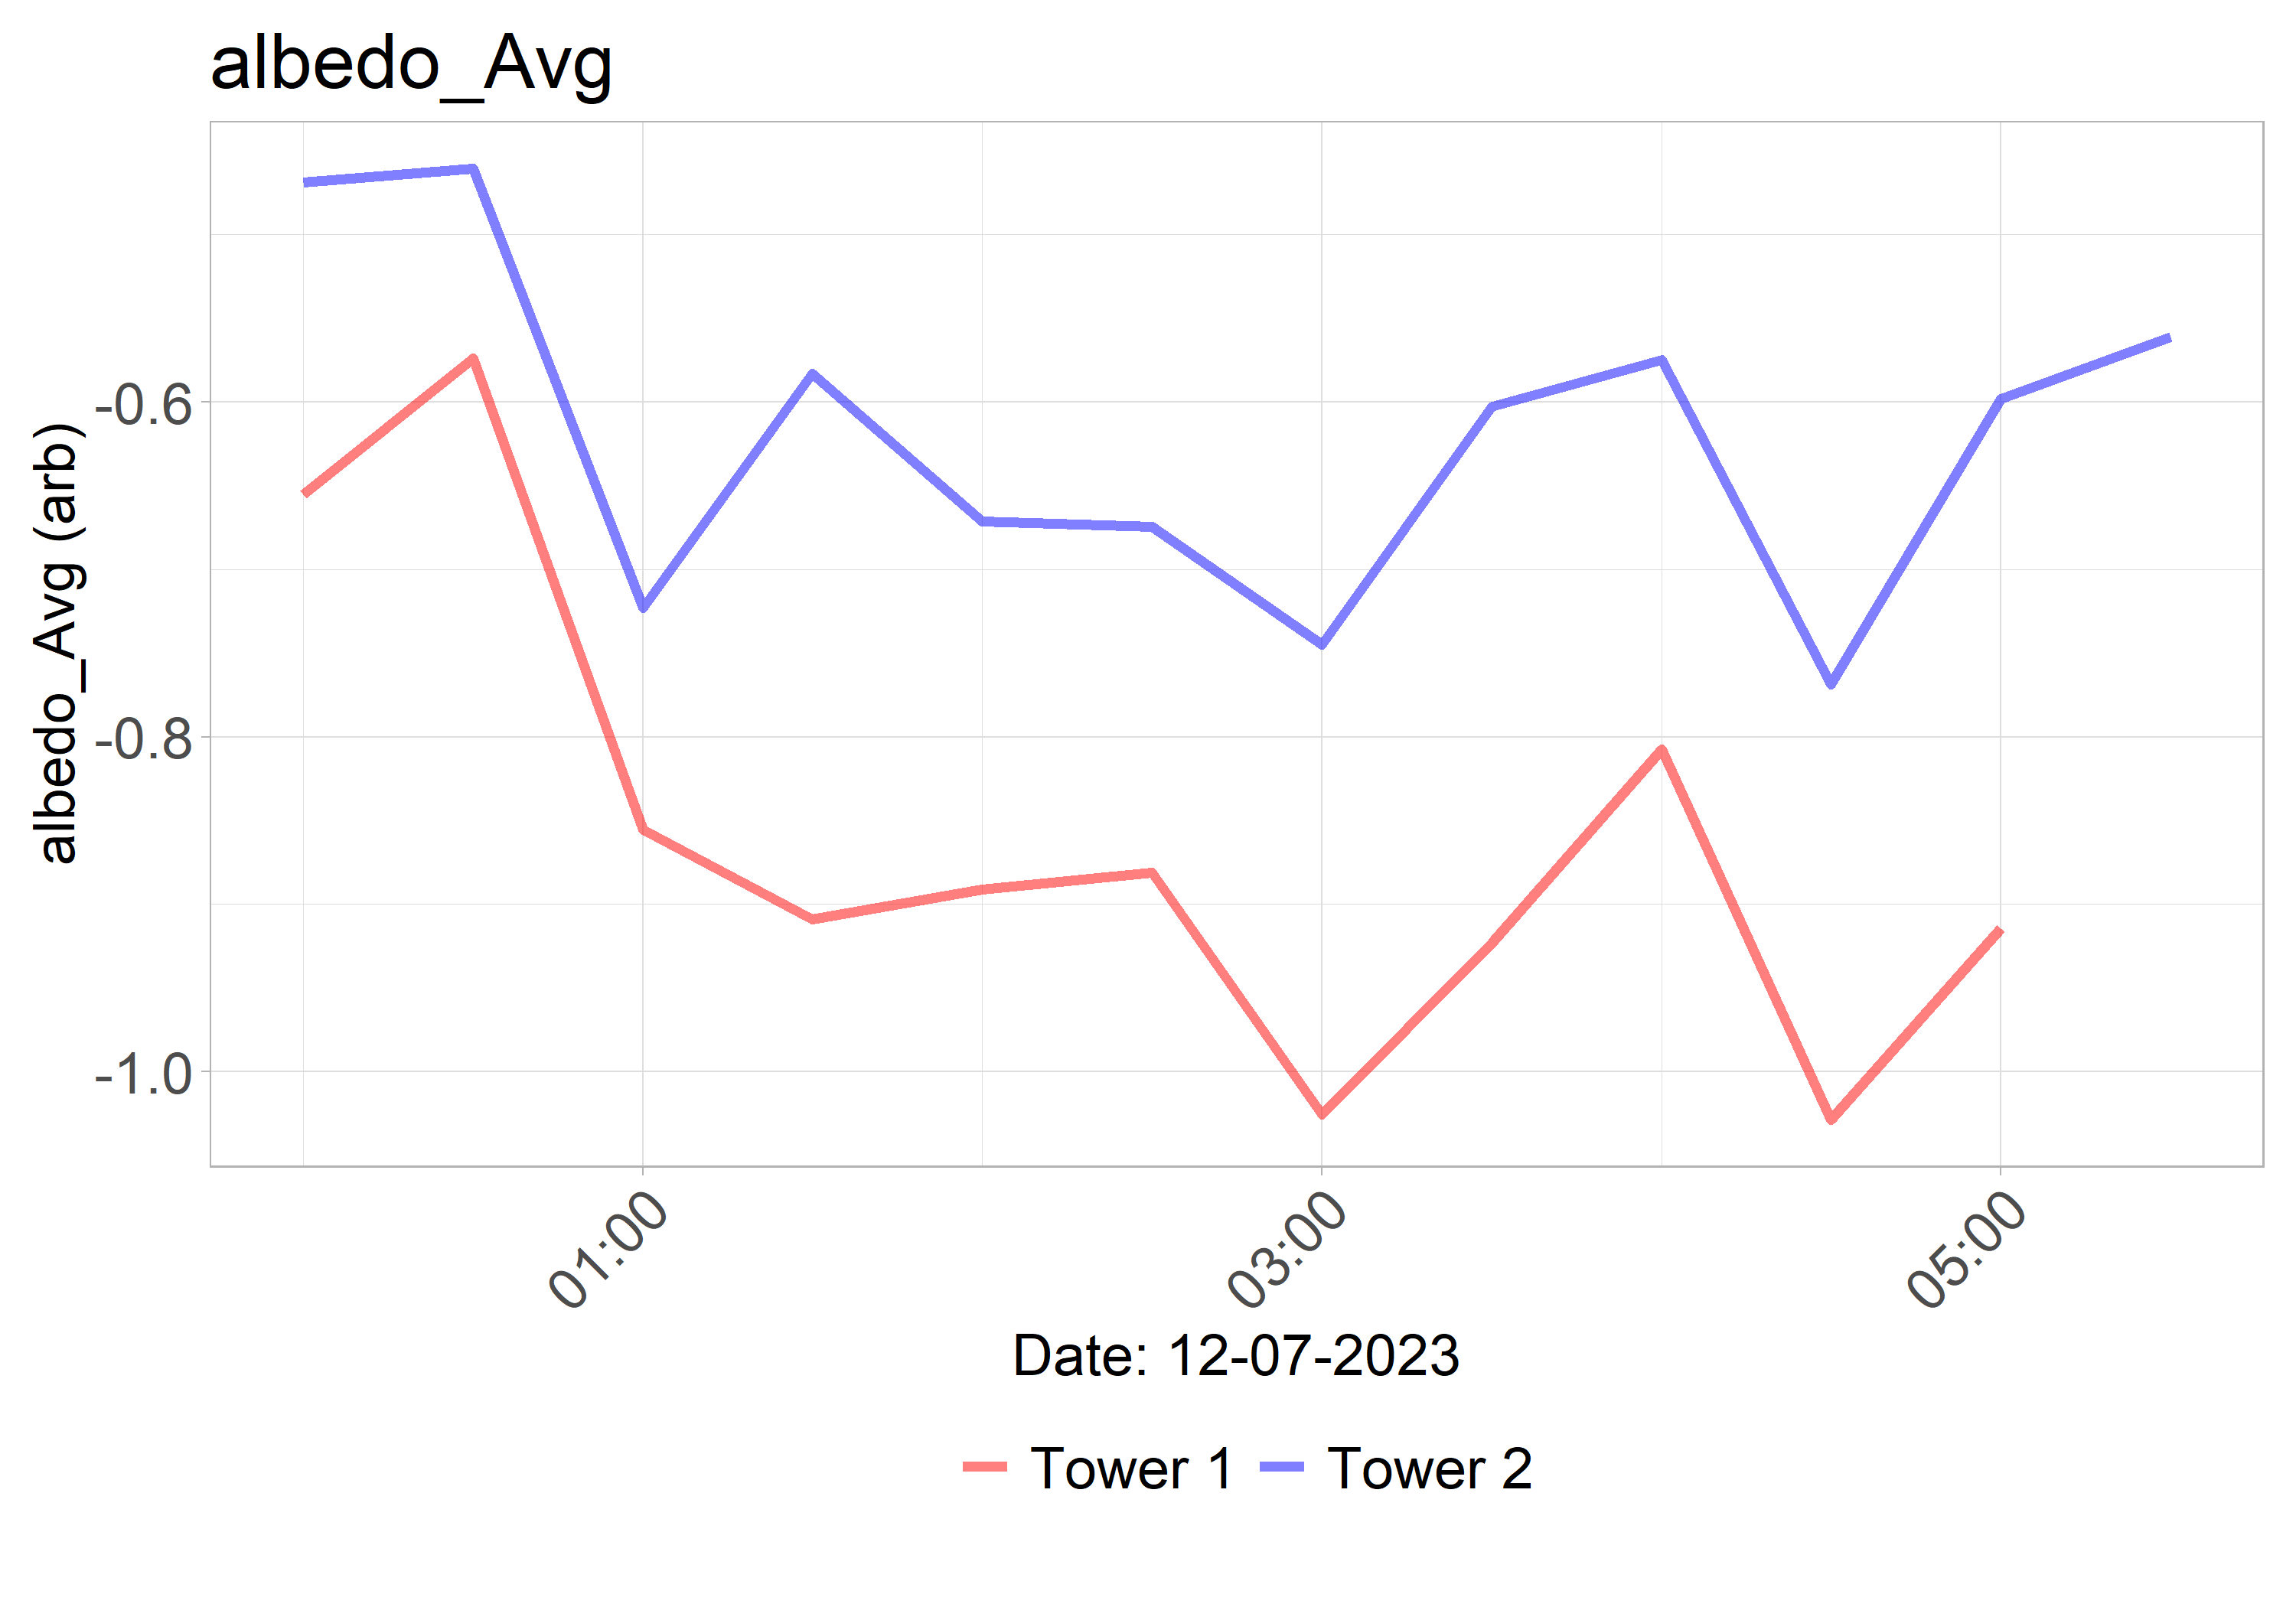 albedo_Avg
albedo_Avg (arb)
-0.6
-0.8
-1.0
01:00
03:00
05:00
Date: 12-07-2023
Tower 1
Tower 2